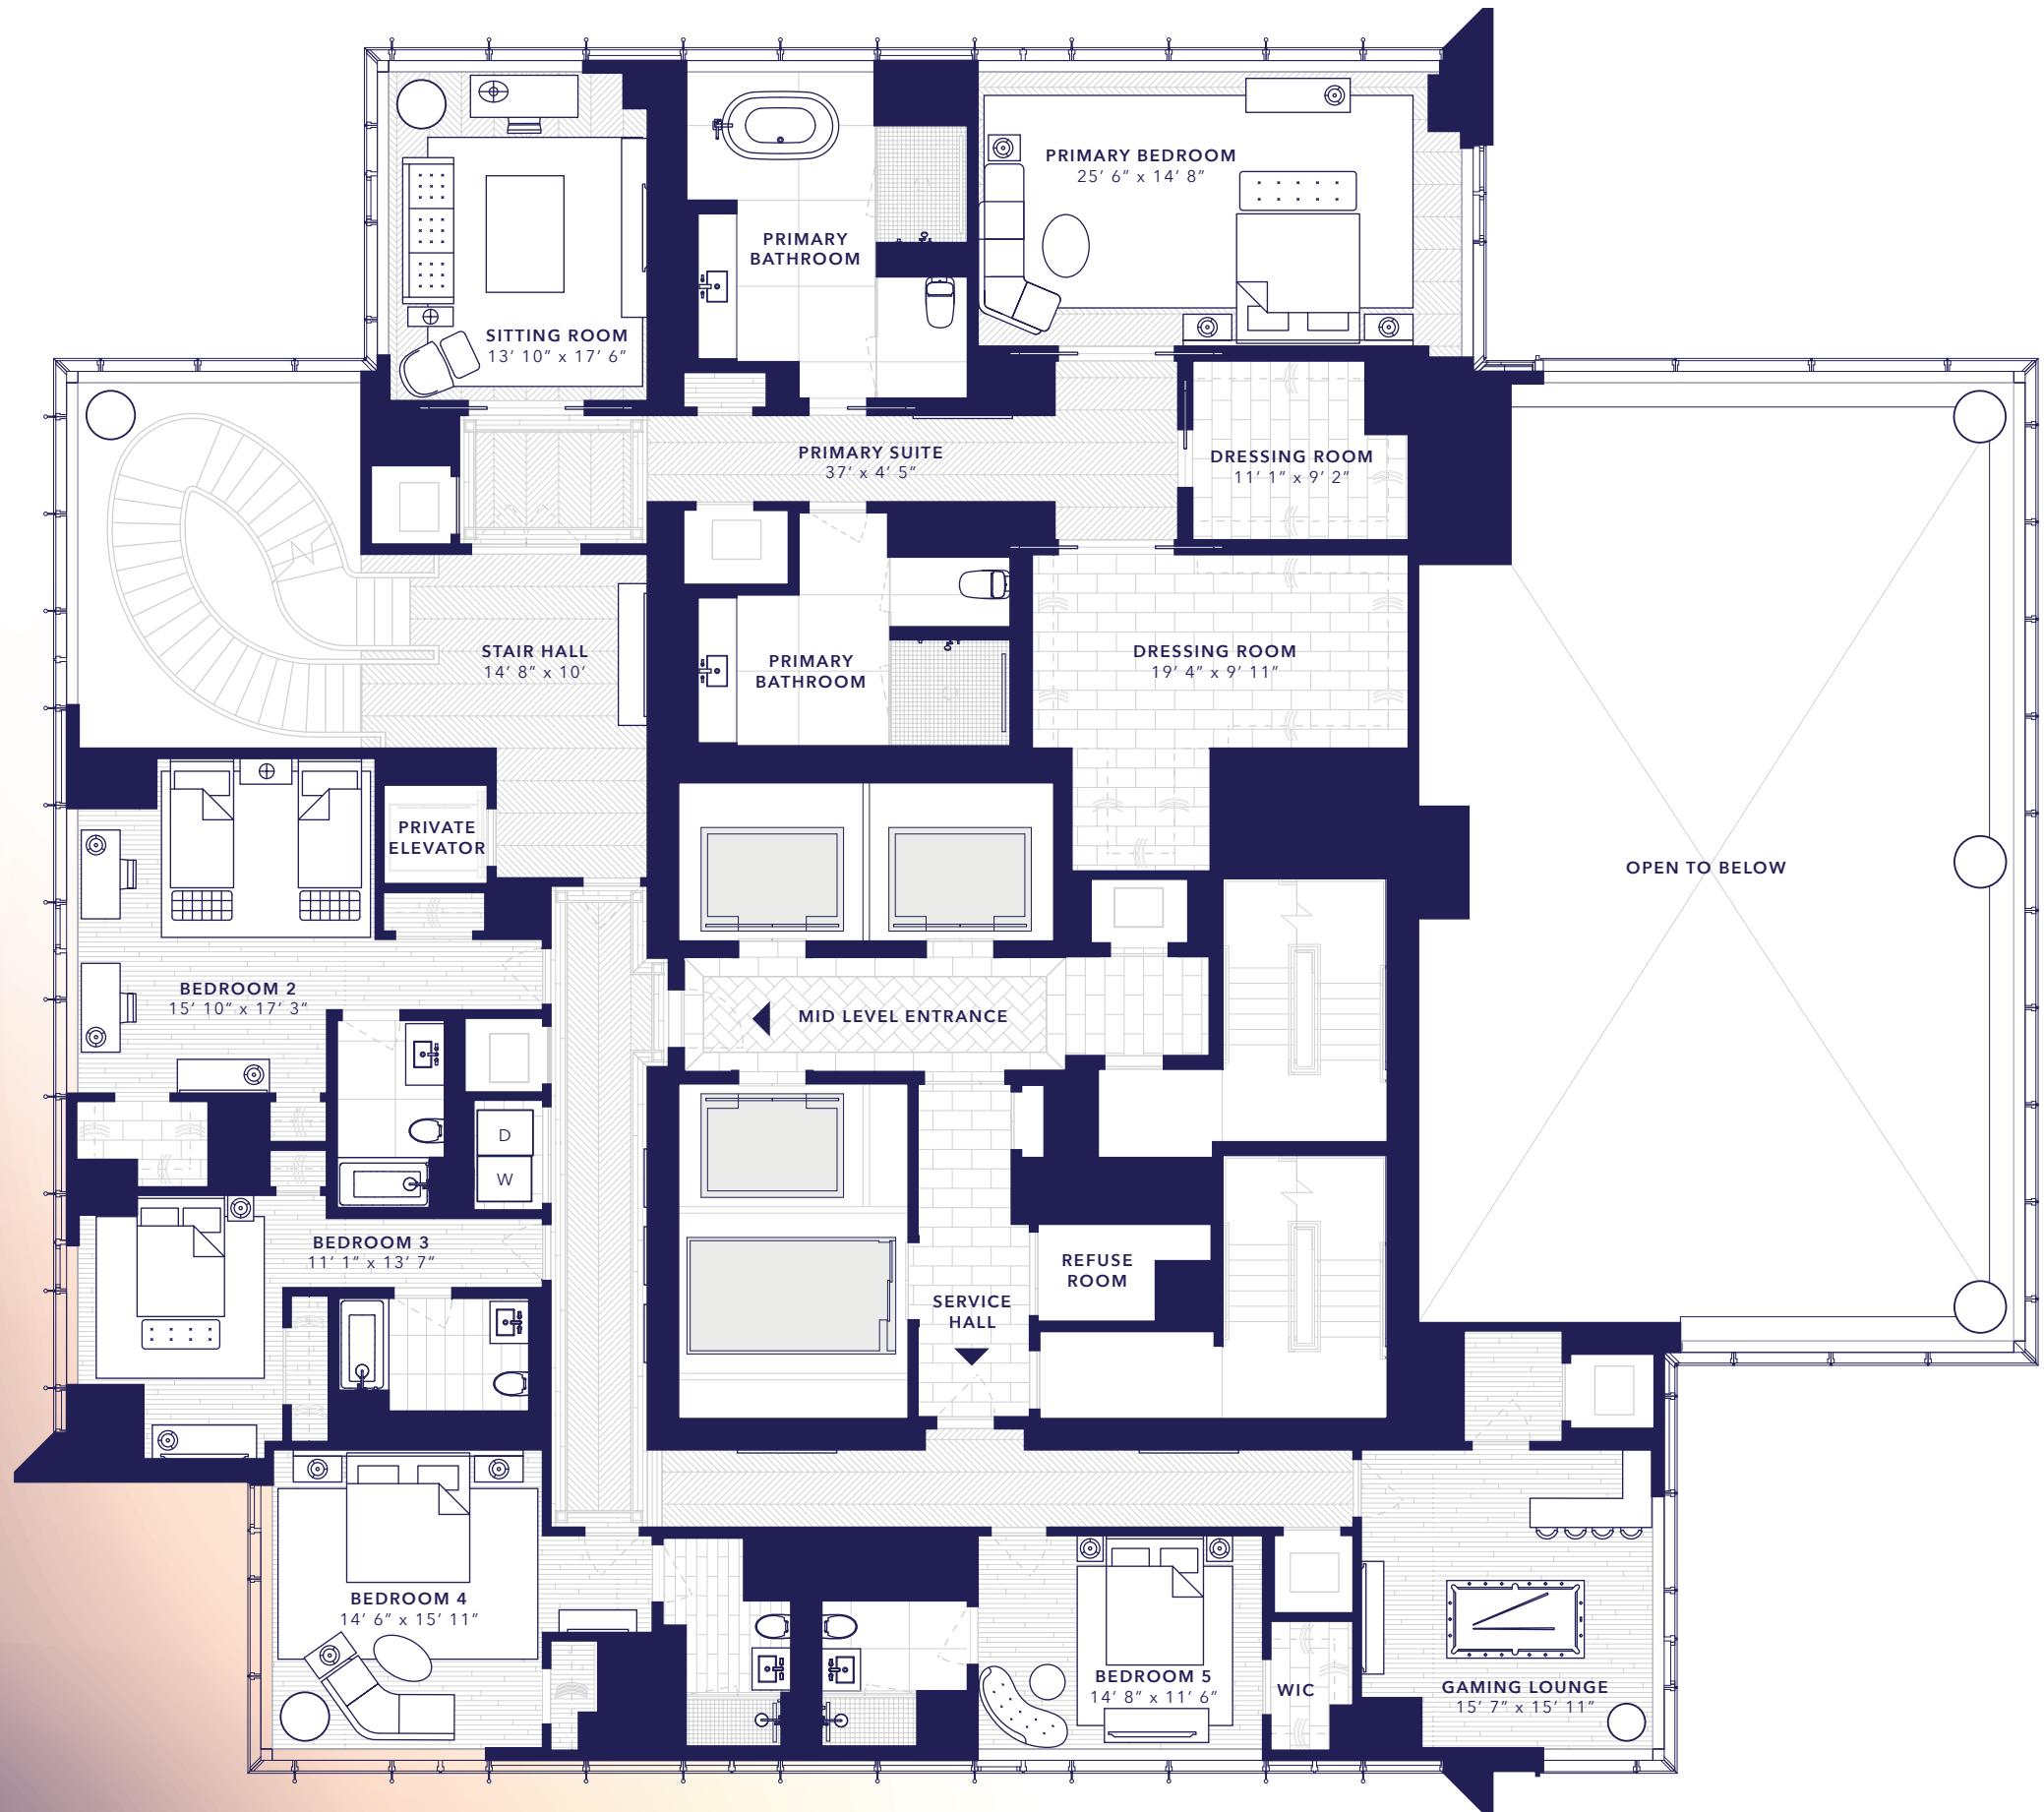 PRIMARY BEDROOM
25’ 6” x 14’ 8”
PRIMARY
BATHROOM
SITTING ROOM
13’ 10” x 17’ 6”
PRIMARY SUITE
37’ x 4’ 5”
DRESSING ROOM
11’ 1” x 9’ 2”
STAIR HALL
14’ 8” x 10’
PRIMARY
BATHROOM
DRESSING ROOM
19’ 4” x 9’ 11”
PRIVATE
ELEVATOR
OPEN TO BELOW
BEDROOM 2
15’ 10” x 17’ 3”
MID LEVEL ENTRANCE
D
W
BEDROOM 3
11’ 1” x 13’ 7”
REFUSE
ROOM
SERVICE
HALL
BEDROOM 4
14’ 6” x 15’ 11”
BEDROOM 5
14’ 8” x 11’ 6”
WIC
GAMING LOUNGE
15’ 7” x 15’ 11”